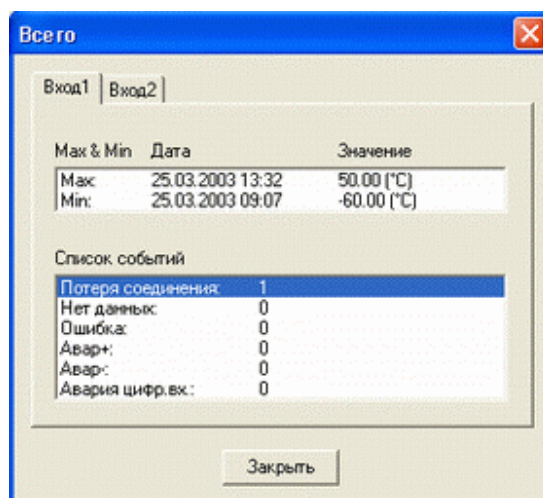 Всего
Вход1 Вход2
Max & Min Дата Значение
Max: 25.03.2003 13:32 50.00 (°C)
Min: 25.03.2003 09:07 -60.00 (°C)
Список событий
Потеря соединения: 1
Нет данных: 0
Ошибка: 0
Авар+: 0
Авар-: 0
Авария цифр.вх.: 0
Закрыть